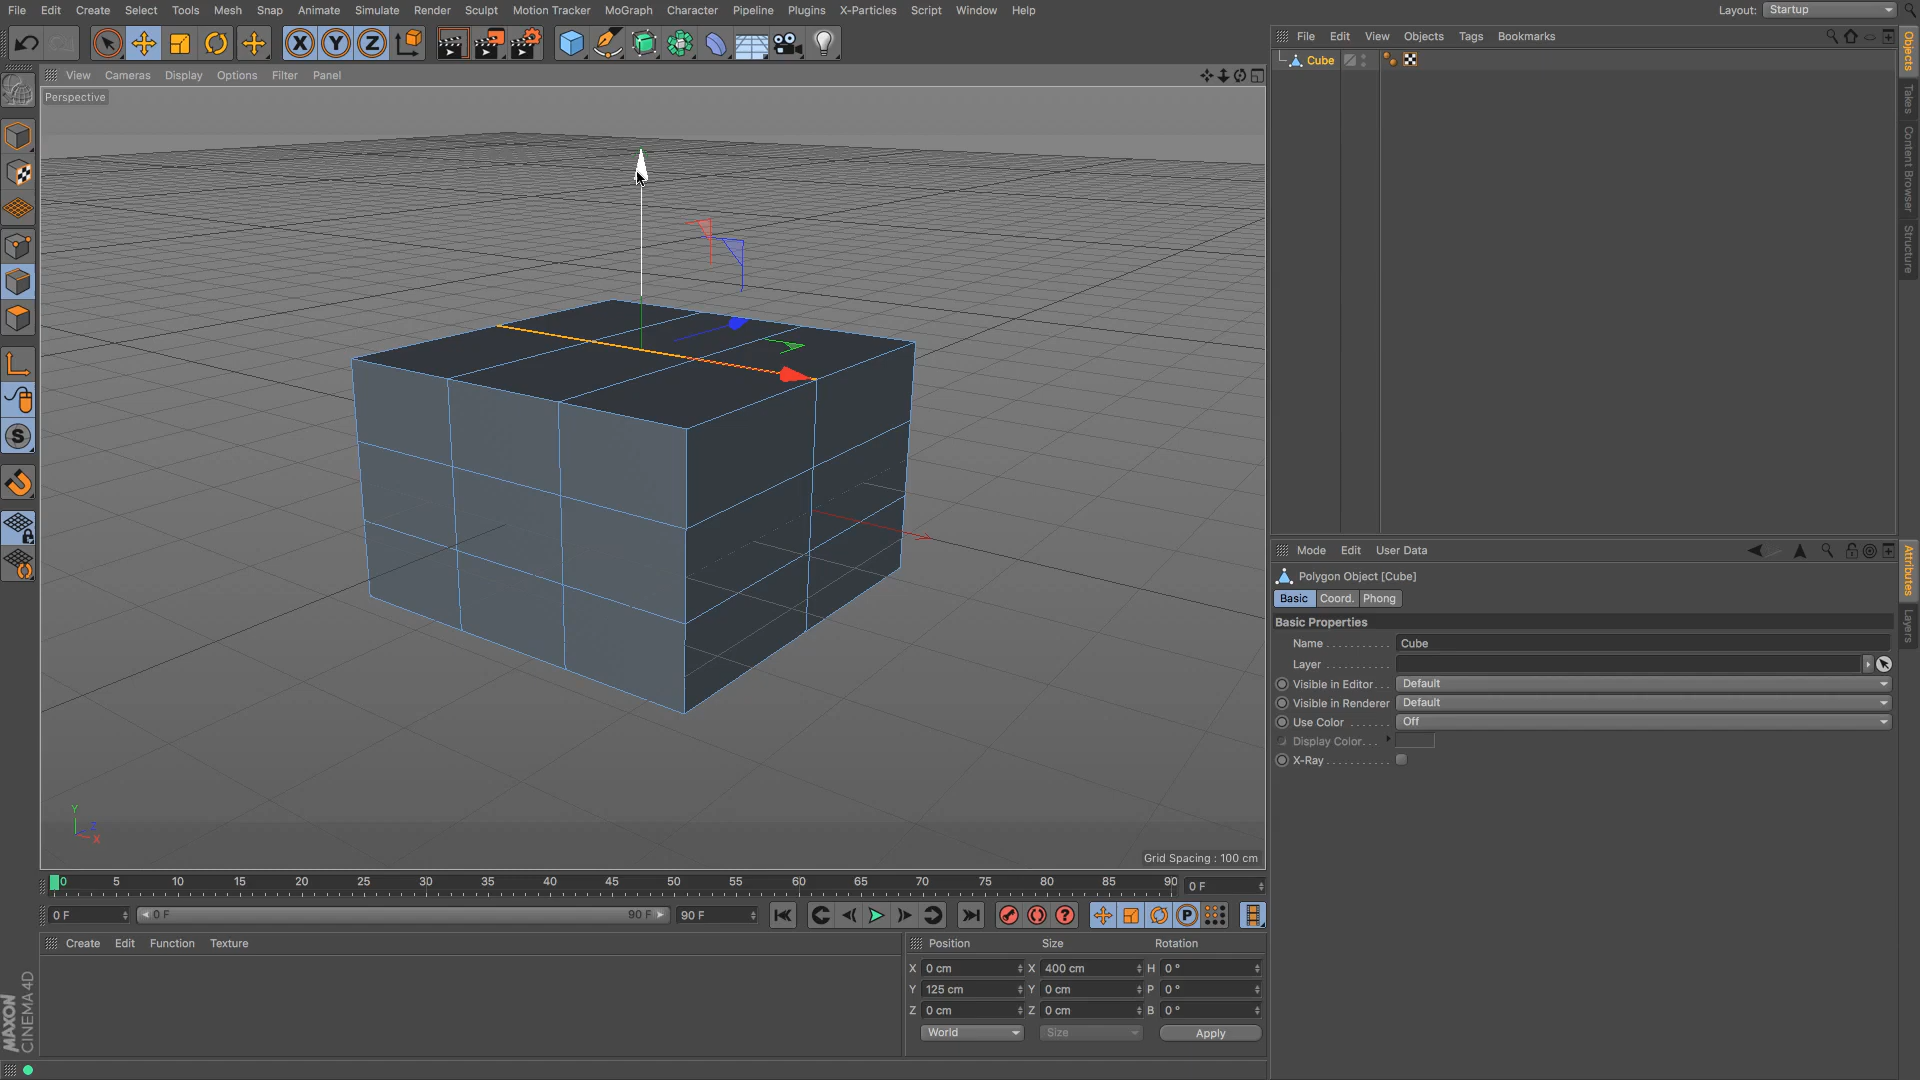 File Edit Create Select Tools Mesh Snap Animate Simulate Render Sculpt Motion Tracker MoGraph Character Pipeline Plugins X-Particles Script Window Help Layout: Startup
X Y Z
File Edit View Objects Tags Bookmarks
View Cameras Display Options Filter Panel
Cube
Perspective
Objects
Takes
Content Browser
Structure
S
Mode Edit User Data
Polygon Object [Cube]
Basic Coord. Phong
Basic Properties
Name . . . . . . . . . . . Cube
Layer . . . . . . . . . . .
Visible in Editor . . . Default
Visible in Renderer Default
Use Color . . . . . . . Off
Display Color. . .
X-Ray . . . . . . . . . . .
Attributes
Layers
Y
Z
X
Grid Spacing : 100 cm
0 5 10 15 20 25 30 35 40 45 50 55 60 65 70 75 80 85 90 0 F
0 F 0 F 90 F 90 F ? P
Create Edit Function Texture
Position Size Rotation
X 0 cm X 400 cm H 0 °
Y 125 cm Y 0 cm P 0 °
Z 0 cm Z 0 cm B 0 °
World Size Apply
MAXON
CINEMA 4D